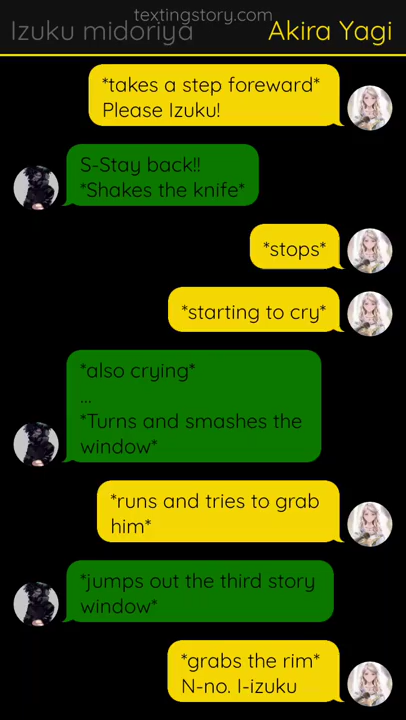 textingstory.com
Izuku midoriya
Akira Yagi
*takes a step foreward*
Please Izuku!
S-Stay back!!
*Shakes the knife*
*stops*
*starting to cry*
*also crying*
...
*Turns and smashes the
window*
*runs and tries to grab
him*
*jumps out the third story
window*
*grabs the rim*
N-no. I-izuku